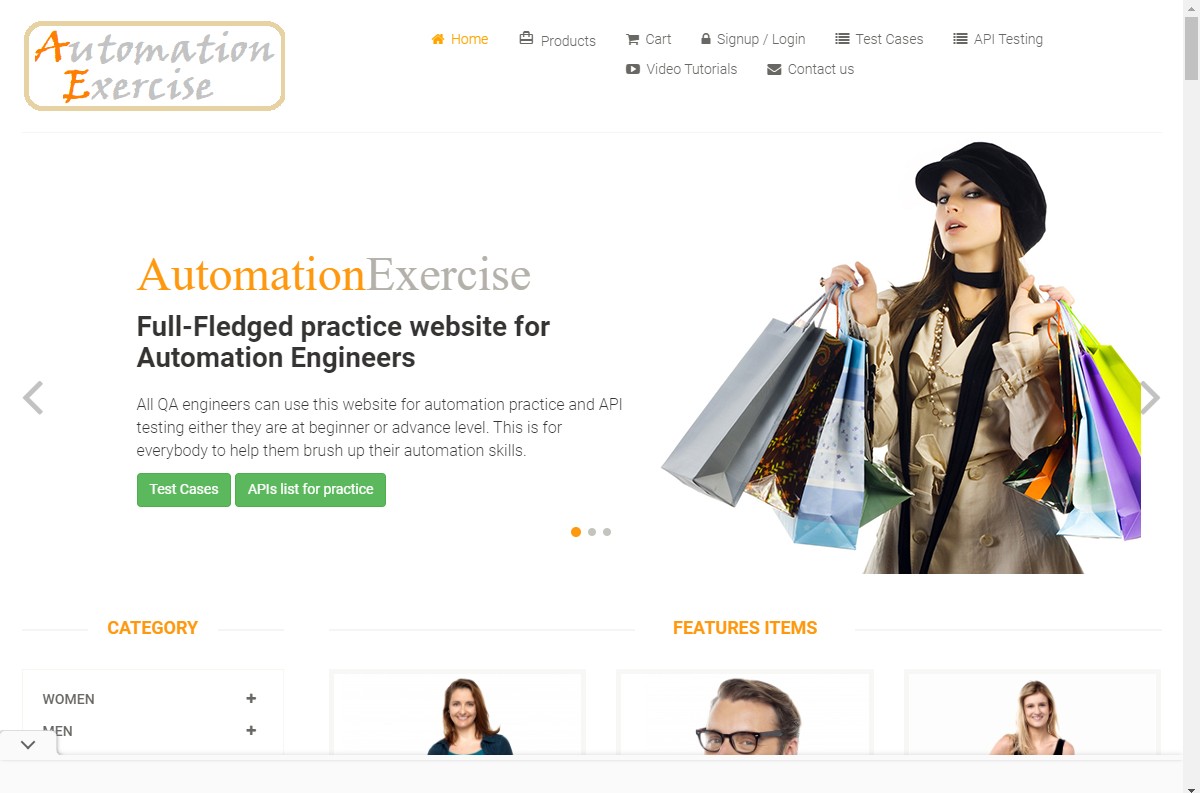 Automation
Exercise
Home
Products
Cart
Signup / Login
Test Cases
API Testing
Video Tutorials
Contact us
AutomationExercise
Full-Fledged practice website for
Automation Engineers
All QA engineers can use this website for automation practice and API
testing either they are at beginner or advance level. This is for
everybody to help them brush up their automation skills.
Test Cases
APIs list for practice
CATEGORY
FEATURES ITEMS
WOMEN
MEN